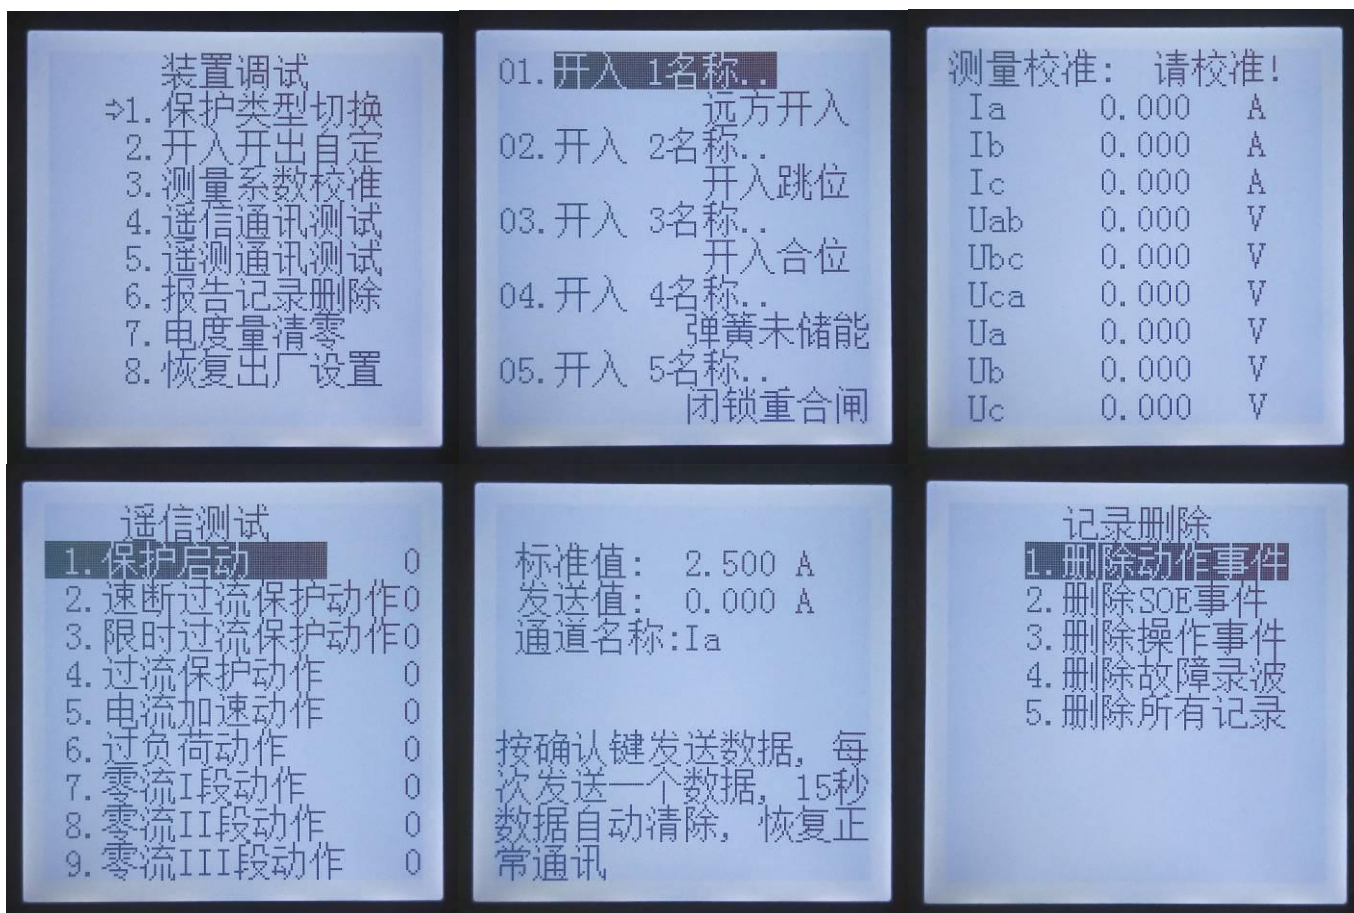 装置调试
⇨1.保护类型切换
2.开入开出自定
3.测量系数校准
4.遥信通讯测试
5.遥测通讯测试
6.报告记录删除
7.电度量清零
8.恢复出厂设置
01.开入 1名称..
远方开入
02.开入 2名称..
开入跳位
03.开入 3名称..
开入合位
04.开入 4名称..
弹簧未储能
05.开入 5名称..
闭锁重合闸
测量校准: 请校准!
Ia 0.000 A
Ib 0.000 A
Ic 0.000 A
Uab 0.000 V
Ubc 0.000 V
Uca 0.000 V
Ua 0.000 V
Ub 0.000 V
Uc 0.000 V
遥信测试
1.保护启动 0
2.速断过流保护动作0
3.限时过流保护动作0
4.过流保护动作 0
5.电流加速动作 0
6.过负荷动作 0
7.零流I段动作 0
8.零流II段动作 0
9.零流III段动作 0
标准值: 2.500 A
发送值: 0.000 A
通道名称:Ia
按确认键发送数据, 每
次发送一个数据, 15秒
数据自动清除, 恢复正
常通讯
记录删除
1.删除动作事件
2.删除SOE事件
3.删除操作事件
4.删除故障录波
5.删除所有记录